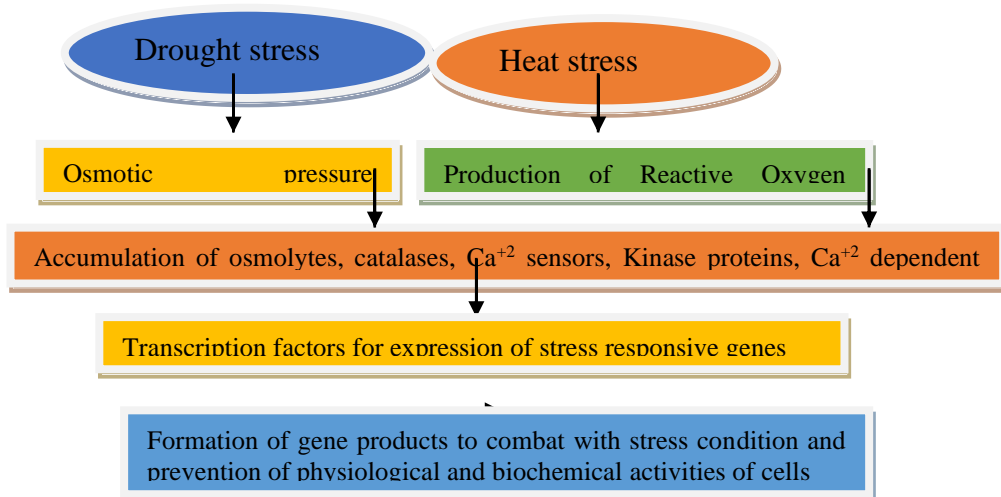 Drought stress
Heat stress
Osmotic pressure
Production of Reactive Oxygen
Accumulation of osmolytes, catalases, Ca+2 sensors, Kinase proteins, Ca+2 dependent
Transcription factors for expression of stress responsive genes
Formation of gene products to combat with stress condition and
prevention of physiological and biochemical activities of cells